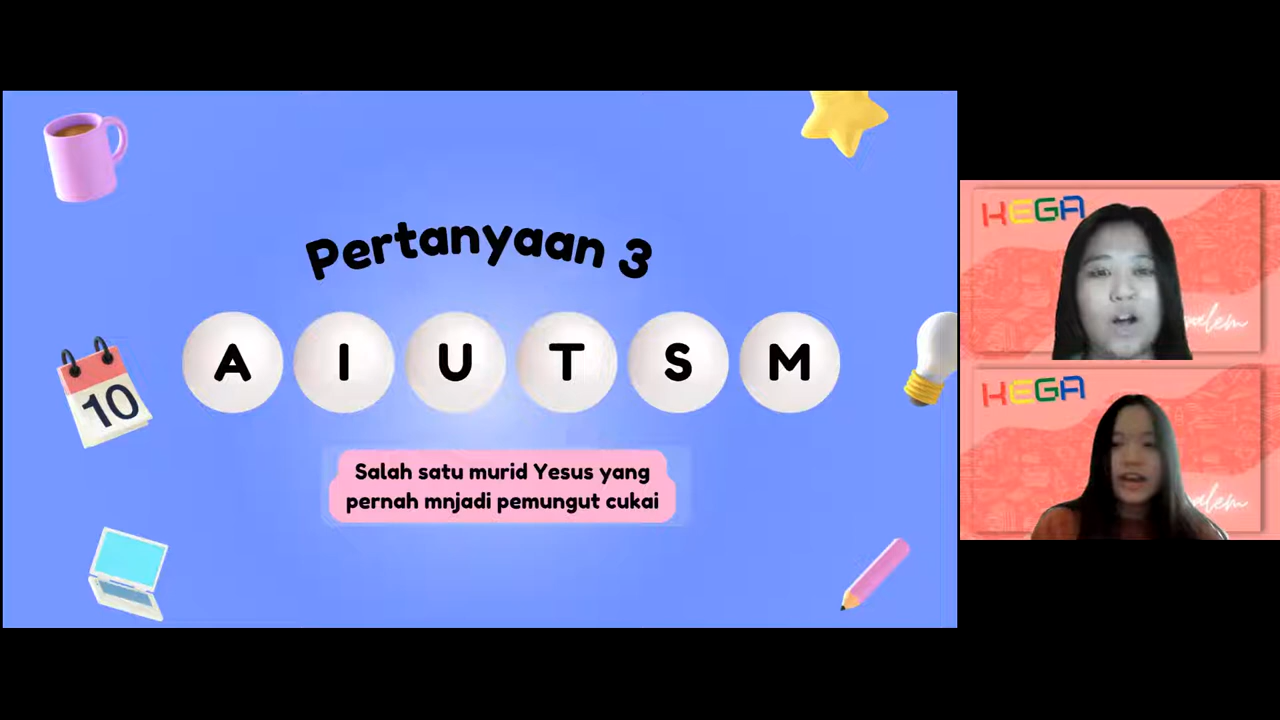 Pertanyaan 3
A I U T S M
Salah satu murid Yesus yang
pernah mnjadi pemungut cukai
10
KEGA
KEGA